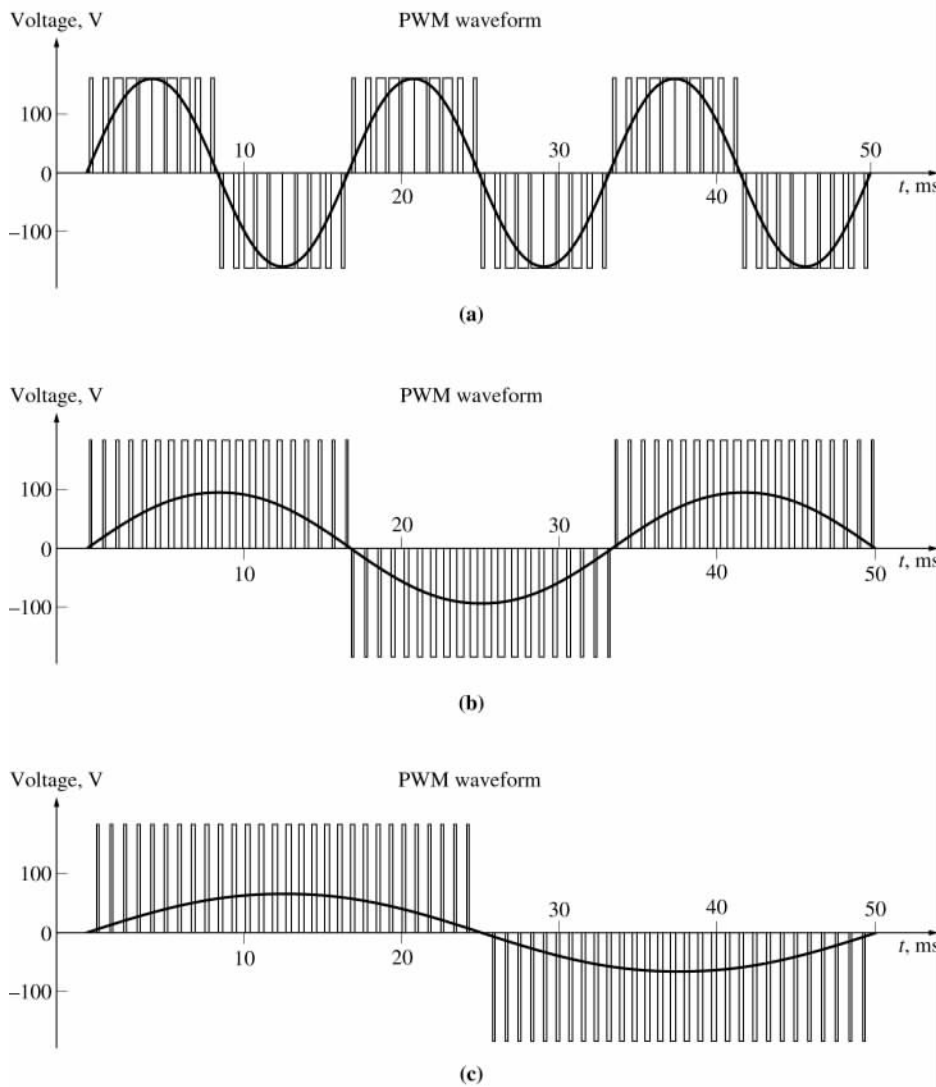 Voltage, V PWM waveform
100
10 30 50
0
20 40 t, ms
–100
(a)
Voltage, V PWM waveform
100
20 30
0 t, ms
10 40 50
–100
(b)
Voltage, V PWM waveform
100
30 40 50
0 t, ms
10 20
–100
(c)